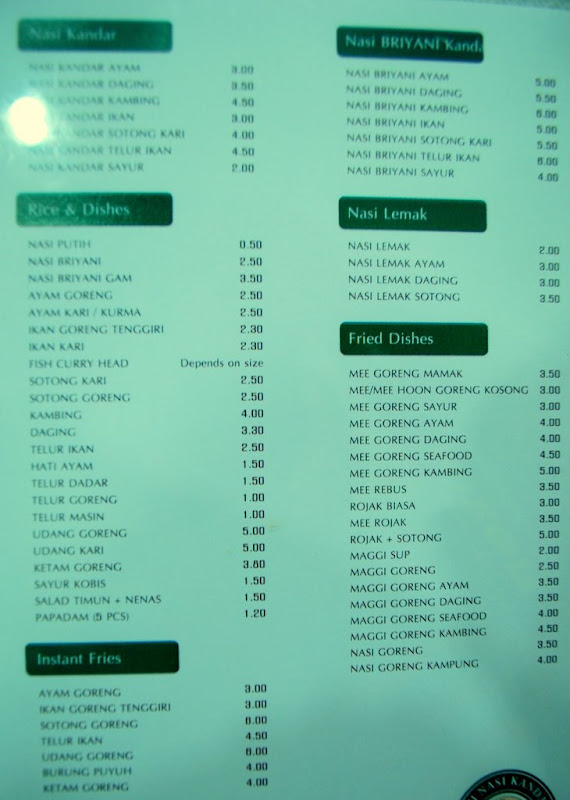 Nasi Kandar
NASI KANDAR AYAM 3.00
NASI KANDAR DAGING 3.50
NASI KANDAR KAMBING 4.50
KANDAR IKAN 3.00
KANDAR SOTONG KARI 4.00
KANDAR TELUR IKAN 4.50
NASI KANDAR SAYUR 2.00
Rice & Dishes
NASI PUTIH 0.50
NASI BRIYANI 2.50
NASI BRIYANI GAM 3.50
AYAM GORENG 2.50
AYAM KARI / KURMA 2.50
IKAN GORENG TENGGIRI 2.30
IKAN KARI 2.30
FISH CURRY HEAD Depends on size
SOTONG KARI 2.50
SOTONG GORENG 2.50
KAMBING 4.00
DAGING 3.30
TELUR IKAN 2.50
HATI AYAM 1.50
TELUR DADAR 1.50
TELUR GORENG 1.00
TELUR MASIN 1.00
UDANG GORENG 5.00
UDANG KARI 5.00
KETAM GORENG 3.80
SAYUR KOBIS 1.50
SALAD TIMUN + NENAS 1.50
PAPADAM (5 PCS) 1.20
Instant Fries
AYAM GORENG 3.00
IKAN GORENG TENGGIRI 3.00
SOTONG GORENG 6.00
TELUR IKAN 4.50
UDANG GORENG 6.00
BURUNG PUYUH 4.00
KETAM GORENG 4.00
Nasi BRIYANI Kanda
NASI BRIYANI AYAM 5.00
NASI BRIYANI DAGING 5.50
NASI BRIYANI KAMBING 6.00
NASI BRIYANI IKAN 5.00
NASI BRIYANI SOTONG KARI 5.50
NASI BRIYANI TELUR IKAN 6.00
NASI BRIYANI SAYUR 4.00
Nasi Lemak
NASI LEMAK 2.00
NASI LEMAK AYAM 3.00
NASI LEMAK DAGING 3.00
NASI LEMAK SOTONG 3.50
Fried Dishes
MEE GORENG MAMAK 3.50
MEE/MEE HOON GORENG KOSONG 3.00
MEE GORENG SAYUR 3.00
MEE GORENG AYAM 4.00
MEE GORENG DAGING 4.00
MEE GORENG SEAFOOD 4.50
MEE GORENG KAMBING 5.00
MEE REBUS 3.50
ROJAK BIASA 3.00
MEE ROJAK 3.50
ROJAK + SOTONG 5.00
MAGGI SUP 2.00
MAGGI GORENG 2.50
MAGGI GORENG AYAM 3.50
MAGGI GORENG DAGING 3.50
MAGGI GORENG SEAFOOD 4.00
MAGGI GORENG KAMBING 4.50
NASI GORENG 3.50
NASI GORENG KAMPUNG 4.00
NASI KAND